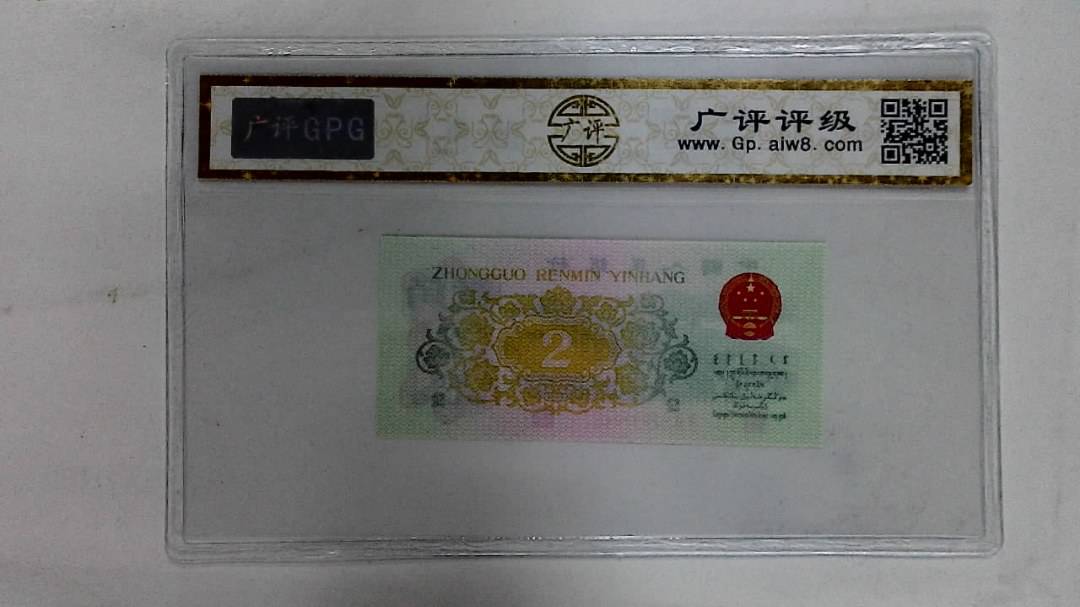 广评GPG
广评
广评评级
www. Gp. aiw8. com
ZHONGGUO RENMIN YINHANG
2